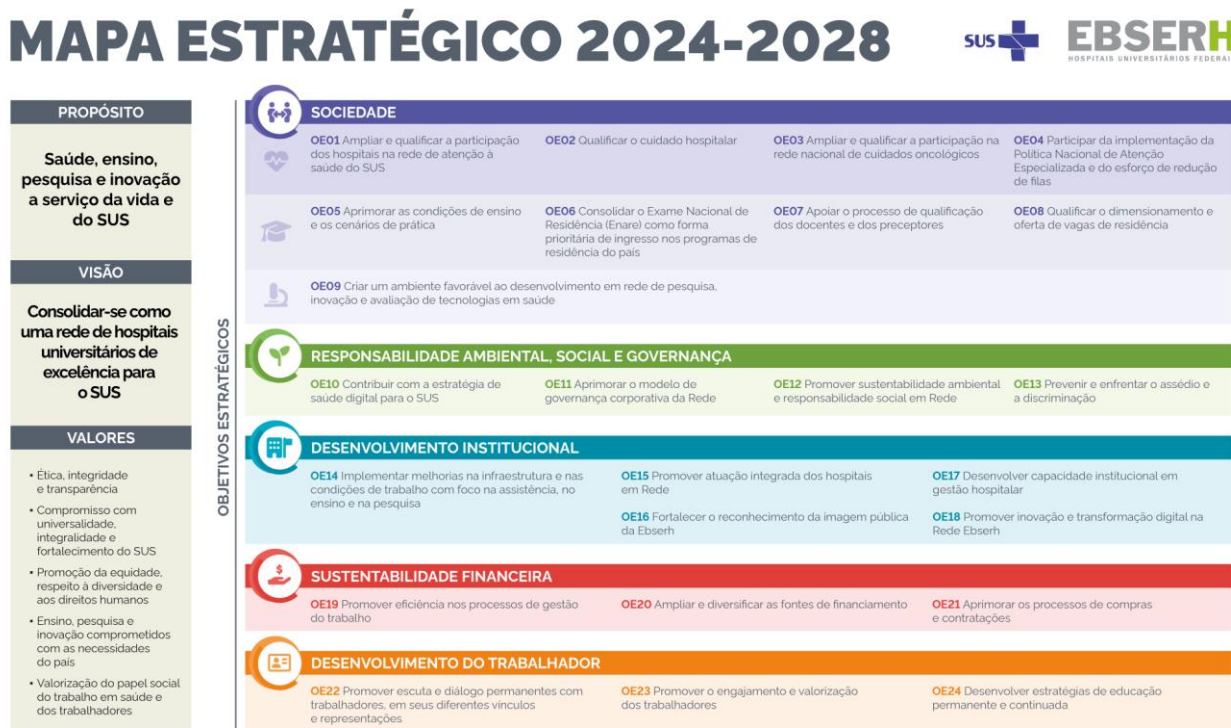 MAPA ESTRATÉGICO 2024-2028
SUS
EBSERH
HOSPITAIS UNIVERSITÁRIOS FEDERAI
PROPÓSITO
Saúde, ensino,
pesquisa e inovação
a serviço da vida e
do SUS
VISÃO
Consolidar-se como
uma rede de hospitais
universitários de
excelência para
o SUS
VALORES
• Ética, integridade
e transparência
• Compromisso com
universalidade,
integralidade e
fortalecimento do SUS
• Promoção da equidade,
respeito à diversidade e
aos direitos humanos
• Ensino, pesquisa e
inovação comprometidos
com as necessidades
do país
• Valorização do papel social
do trabalho em saúde e
dos trabalhadores
OBJETIVOS ESTRATÉGICOS
SOCIEDADE
OE01 Ampliar e qualificar a participação
dos hospitais na rede de atenção à
saúde do SUS
OE02 Qualificar o cuidado hospitalar
OE03 Ampliar e qualificar a participação na
rede nacional de cuidados oncológicos
OE04 Participar da implementação da
Política Nacional de Atenção
Especializada e do esforço de redução
de filas
OE05 Aprimorar as condições de ensino
e os cenários de prática
OE06 Consolidar o Exame Nacional de
Residência (Enare) como forma
prioritária de ingresso nos programas de
residência do país
OE07 Apoiar o processo de qualificação
dos docentes e dos preceptores
OE08 Qualificar o dimensionamento e
oferta de vagas de residência
OE09 Criar um ambiente favorável ao desenvolvimento em rede de pesquisa,
inovação e avaliação de tecnologias em saúde
RESPONSABILIDADE AMBIENTAL, SOCIAL E GOVERNANÇA
OE10 Contribuir com a estratégia de
saúde digital para o SUS
OE11 Aprimorar o modelo de
governança corporativa da Rede
OE12 Promover sustentabilidade ambiental
e responsabilidade social em Rede
OE13 Prevenir e enfrentar o assédio e
a discriminação
DESENVOLVIMENTO INSTITUCIONAL
OE14 Implementar melhorias na infraestrutura e nas
condições de trabalho com foco na assistência, no
ensino e na pesquisa
OE15 Promover atuação integrada dos hospitais
em Rede
OE16 Fortalecer o reconhecimento da imagem pública
da Ebserh
OE17 Desenvolver capacidade institucional em
gestão hospitalar
OE18 Promover inovação e transformação digital na
Rede Ebserh
SUSTENTABILIDADE FINANCEIRA
OE19 Promover eficiência nos processos de gestão
do trabalho
OE20 Ampliar e diversificar as fontes de financiamento
OE21 Aprimorar os processos de compras
e contratações
DESENVOLVIMENTO DO TRABALHADOR
OE22 Promover escuta e diálogo permanentes com
trabalhadores, em seus diferentes vínculos
e representações
OE23 Promover o engajamento e valorização
dos trabalhadores
OE24 Desenvolver estratégias de educação
permanente e continuada